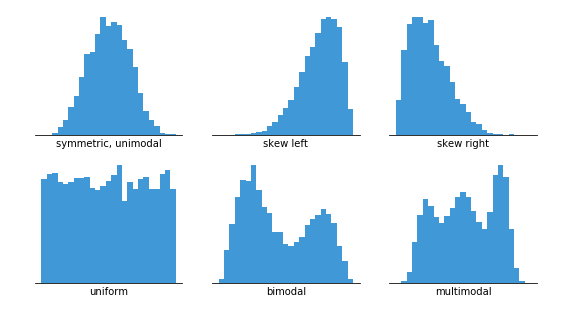 symmetric, unimodal
skew left
skew right
uniform
bimodal
multimodal